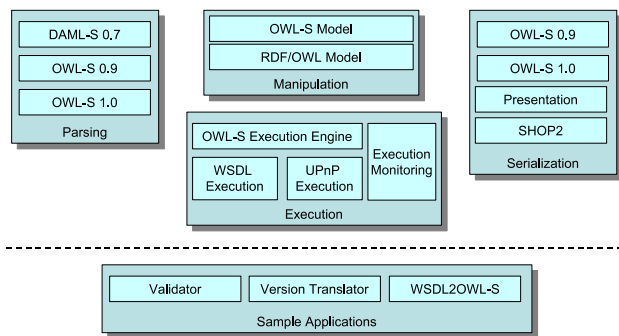 DAML-S 0.7
OWL-S 0.9
OWL-S 1.0
Parsing
OWL-S Model
RDF/OWL Model
Manipulation
OWL-S Execution Engine
WSDL
Execution
UPnP
Execution
Execution
Monitoring
Execution
OWL-S 0.9
OWL-S 1.0
Presentation
SHOP2
Serialization
Validator
Version Translator
WSDL2OWL-S
Sample Applications